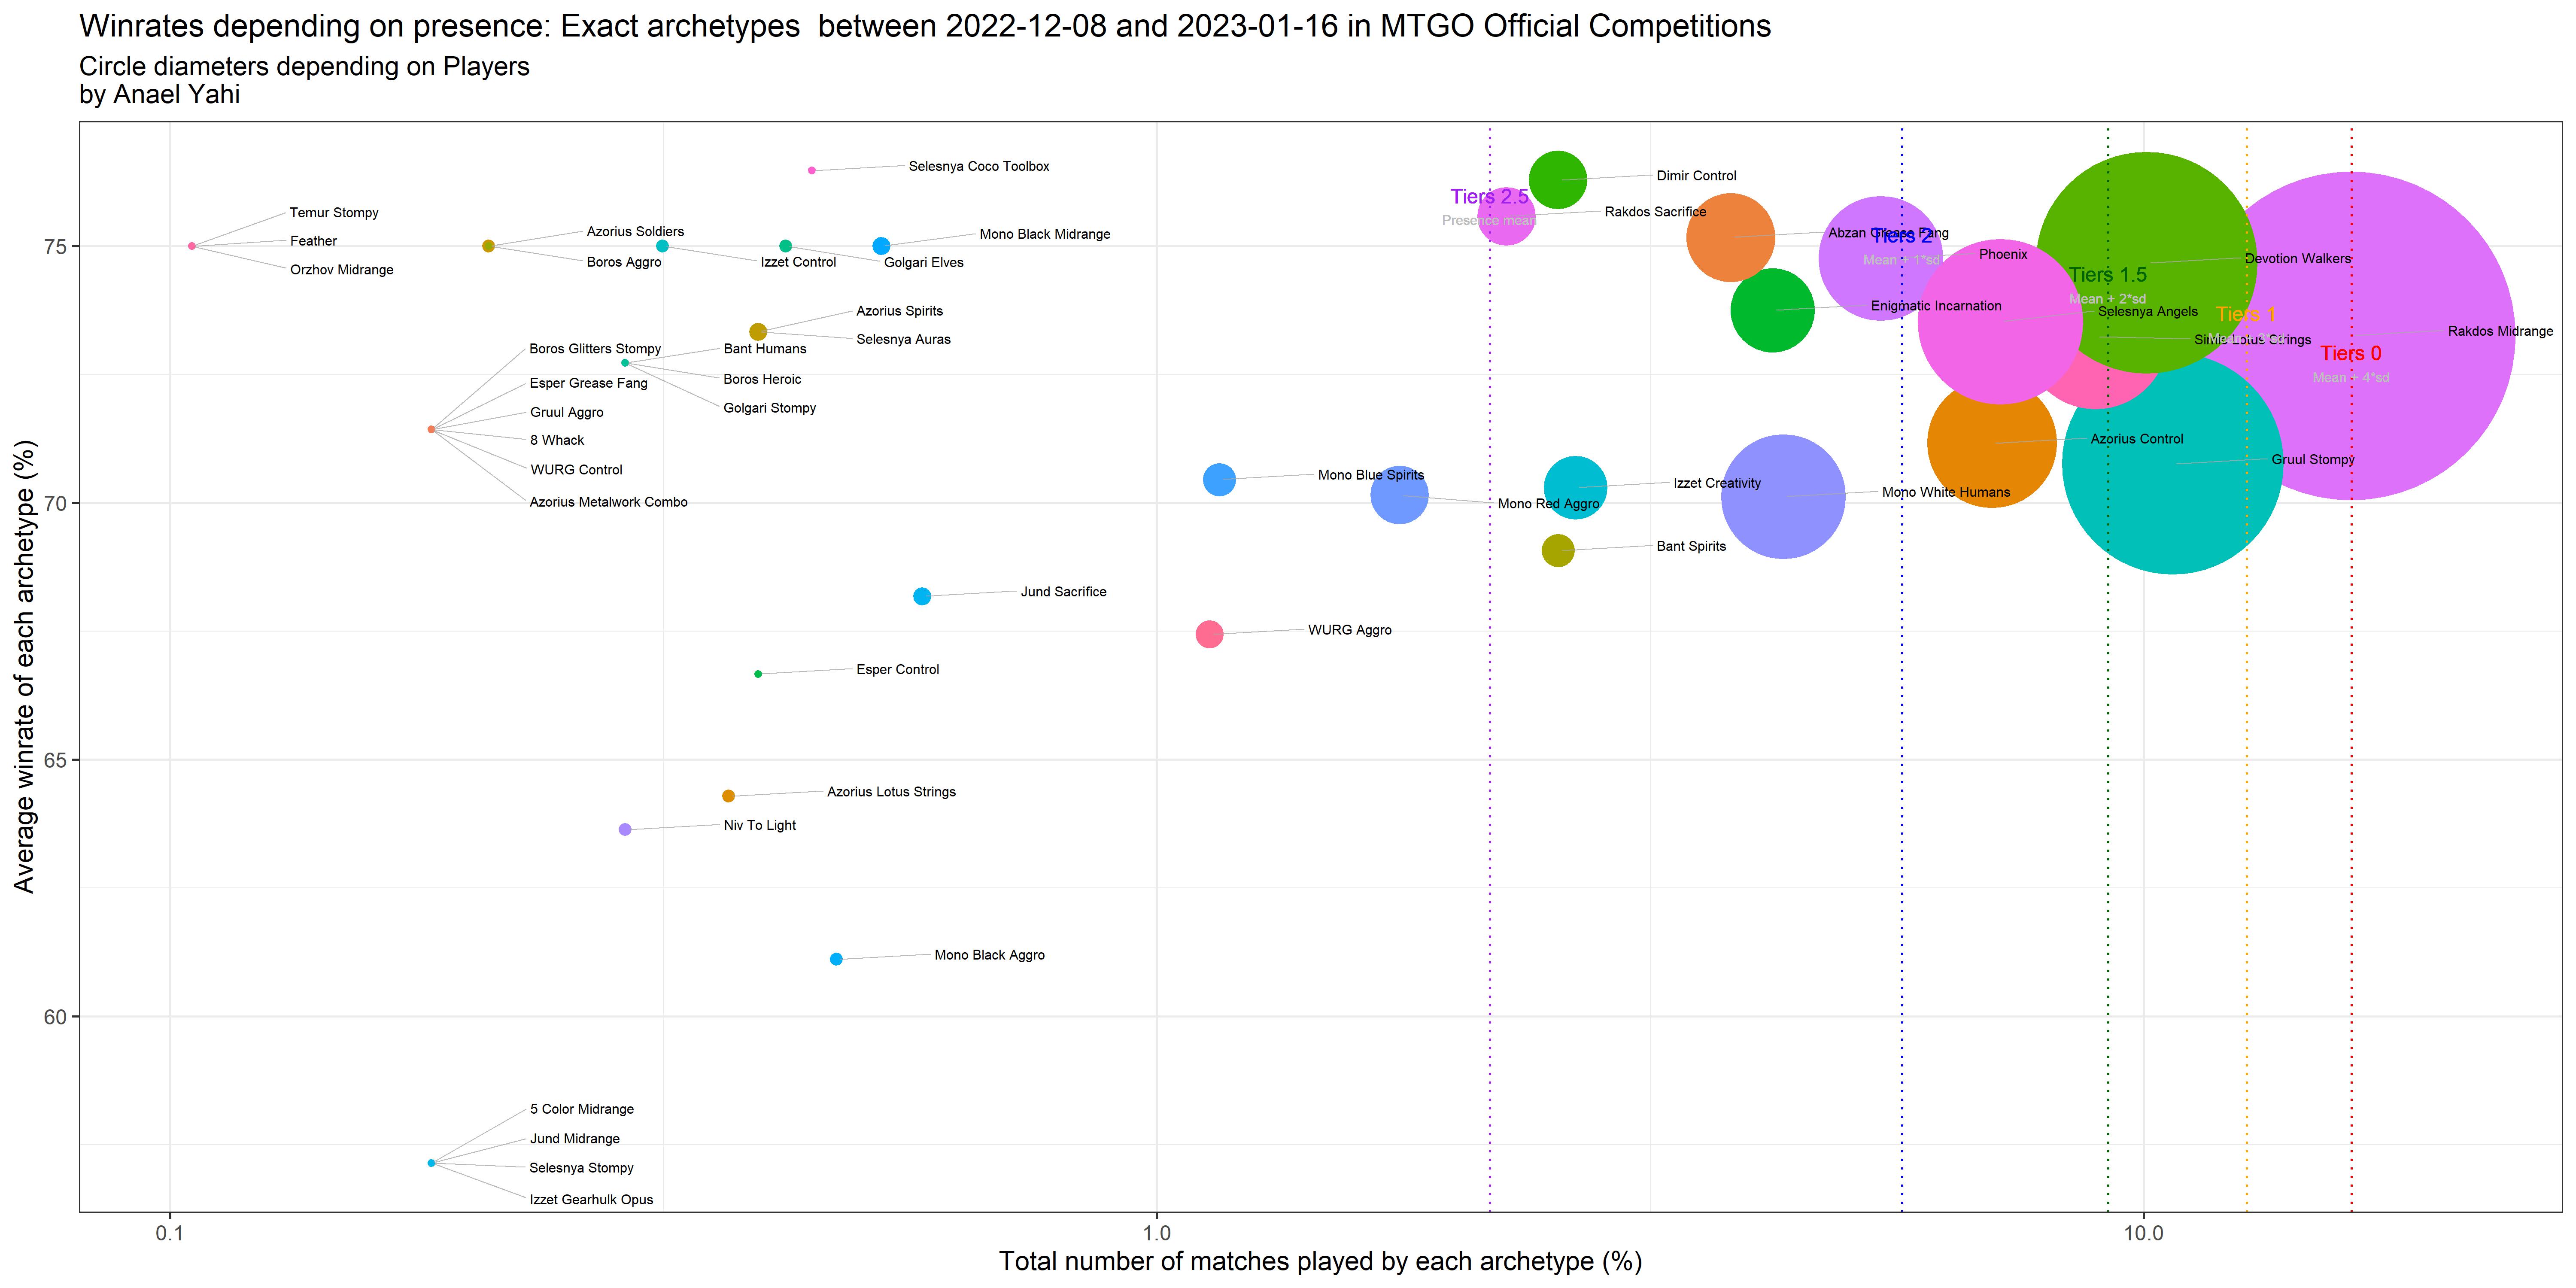 Winrates depending on presence: Exact archetypes  between 2022-12-08 and 2023-01-16 in MTGO Official Competitions
Circle diameters depending on Players
by Anael Yahi
Average winrate of each archetype (%)
75
70
65
60
Selesnya Coco Toolbox
Temur Stompy
Feather
Orzhov Midrange
Azorius Soldiers
Boros Aggro
Izzet Control
Golgari Elves
Mono Black Midrange
Azorius Spirits
Selesnya Auras
Boros Glitters Stompy
Bant Humans
Boros Heroic
Golgari Stompy
Esper Grease Fang
Gruul Aggro
8 Whack
WURG Control
Azorius Metalwork Combo
Dimir Control
Tiers 2.5
Presence mean
Rakdos Sacrifice
Abzan Grease Fang
Tiers 2
Mean + 1*sd
Phoenix
Enigmatic Incarnation
Devotion Walkers
Tiers 1.5
Mean + 2*sd
Selesnya Angels
Tiers 1
Simic Lotus Strings
Rakdos Midrange
Tiers 0
Mean + 4*sd
Azorius Control
Gruul Stompy
Mono Blue Spirits
Mono Red Aggro
Izzet Creativity
Mono White Humans
Bant Spirits
Jund Sacrifice
WURG Aggro
Esper Control
Azorius Lotus Strings
Niv To Light
Mono Black Aggro
5 Color Midrange
Jund Midrange
Selesnya Stompy
Izzet Gearhulk Opus
0.1
1.0
10.0
Total number of matches played by each archetype (%)